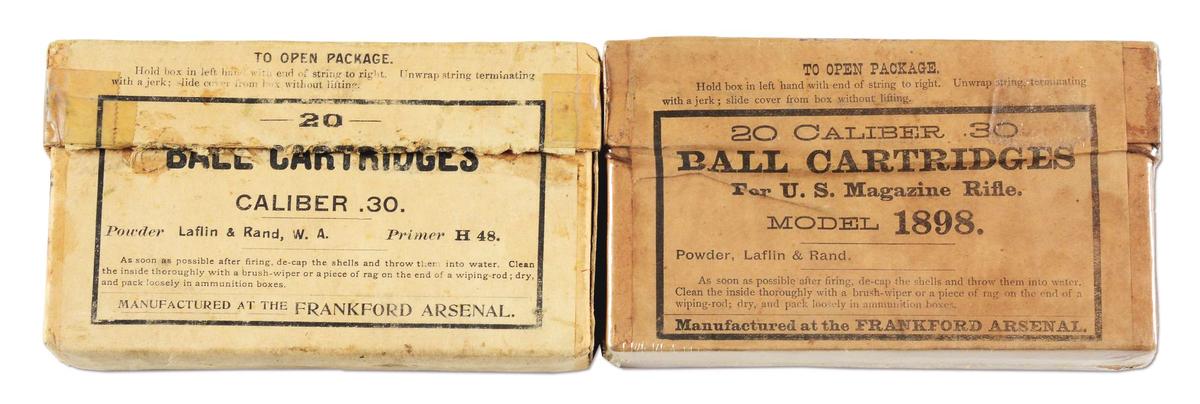 TO OPEN PACKAGE.
Hold box in left hand with end of string to right. Unwrap string terminating
with a jerk; slide cover from box without lifting.
20
BALL CARTRIDGES
CALIBER .30.
Powder Laflin & Rand, W. A. Primer H 48.
As soon as possible after firing, de-cap the shells and throw them into water. Clean
the inside thoroughly with a brush-wiper or a piece of rag on the end of a wiping-rod; dry,
and pack loosely in ammunition boxes.
MANUFACTURED AT THE FRANKFORD ARSENAL.
TO OPEN PACKAGE.
Hold box in left hand with end of string to right. Unwrap string, terminating
with a jerk; slide cover from box without lifting.
20 CALIBER .30
BALL CARTRIDGES
For U. S. Magazine Rifle.
MODEL 1898.
Powder, Laflin & Rand.
As soon as possible after firing, de-cap the shells and throw them into water.
Clean the inside thoroughly with a brush-wiper or a piece of rag on the end of a
wiping-rod; dry, and pack loosely in ammunition boxes.
Manufactured at the FRANKFORD ARSENAL.